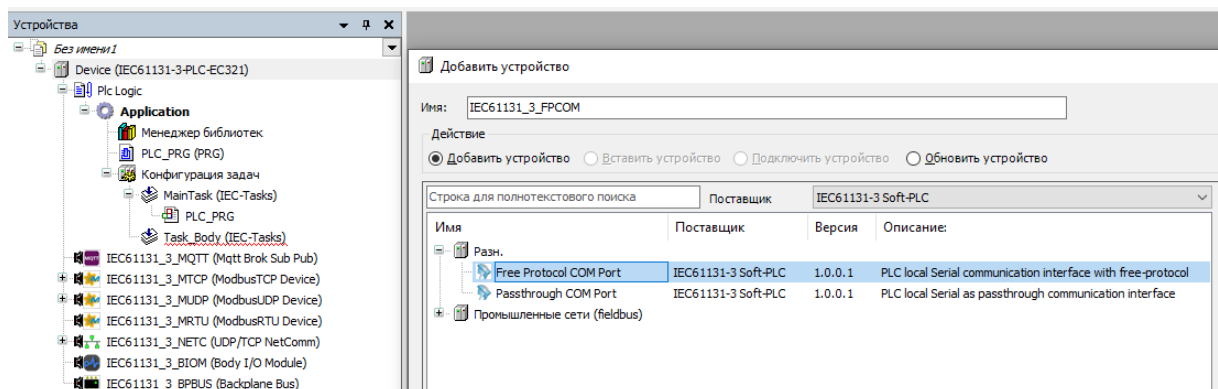 Устройства
Без имени1
Device (IEC61131-3-PLC-EC321)
Plc Logic
Application
Менеджер библиотек
PLC_PRG (PRG)
Конфигурация задач
MainTask (IEC-Tasks)
PLC_PRG
Task_Body (IEC-Tasks)
IEC61131_3_MQTT (Mqtt Brok Sub Pub)
IEC61131_3_MTCP (ModbusTCP Device)
IEC61131_3_MUDP (ModbusUDP Device)
IEC61131_3_MRTU (ModbusRTU Device)
IEC61131_3_NETC (UDP/TCP NetComm)
IEC61131_3_BIOM (Body I/O Module)
IEC61131_3_BPBUS (Backplane Bus)
Добавить устройство
Имя: IEC61131_3_FPCOM
Действие
Добавить устройство Вставить устройство Подключить устройство Обновить устройство
Строка для полнотекстового поиска Поставщик IEC61131-3 Soft-PLC
Имя Поставщик Версия Описание:
Разн.
Free Protocol COM Port IEC61131-3 Soft-PLC 1.0.0.1 PLC local Serial communication interface with free-protocol
Passthrough COM Port IEC61131-3 Soft-PLC 1.0.0.1 PLC local Serial as passthrough communication interface
Промышленные сети (fieldbus)